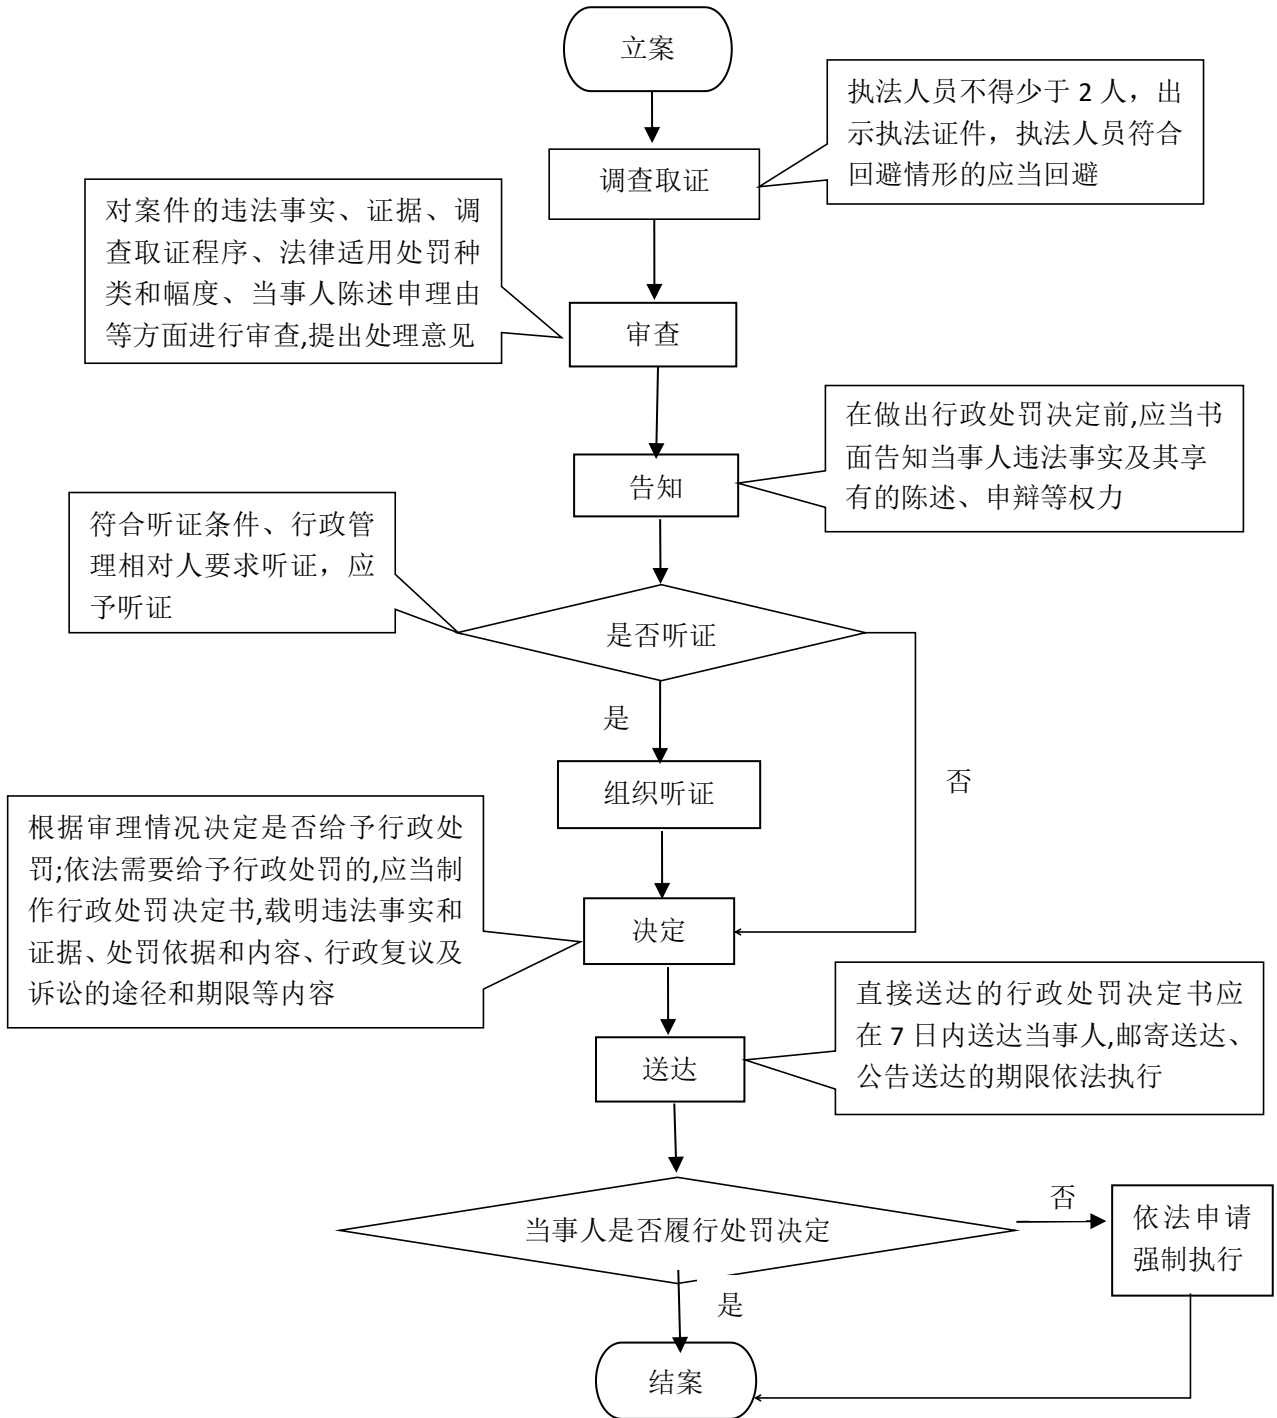 立案
执法人员不得少于 2 人，出
示执法证件，执法人员符合
回避情形的应当回避
调查取证
对案件的违法事实、证据、调
查取证程序、法律适用处罚种
类和幅度、当事人陈述申理由
等方面进行审查,提出处理意见
审查
在做出行政处罚决定前,应当书
面告知当事人违法事实及其享
有的陈述、申辩等权力
告知
符合听证条件、行政管
理相对人要求听证，应
予听证
是否听证
是
否
组织听证
根据审理情况决定是否给予行政处
罚;依法需要给予行政处罚的,应当制
作行政处罚决定书,载明违法事实和
证据、处罚依据和内容、行政复议及
诉讼的途径和期限等内容
决定
直接送达的行政处罚决定书应
在 7 日内送达当事人,邮寄送达、
公告送达的期限依法执行
送达
当事人是否履行处罚决定
否
依法申请
强制执行
是
结案